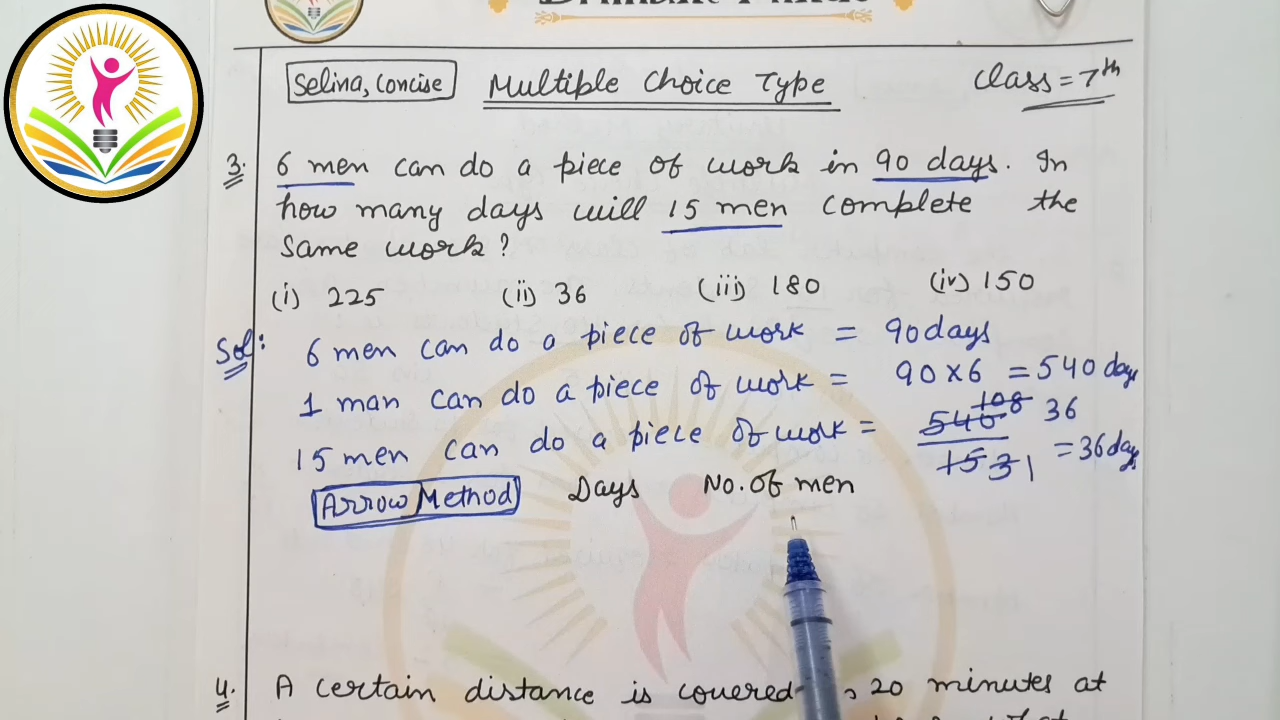 Selina, Concise Multiple Choice Type Class = 7th
3. 6 men can do a piece of work in 90 days. In
how many days will 15 men complete the
same work?
(i) 225 (ii) 36 (iii) 180 (iv) 150
Sol: 6 men can do a piece of work = 90 days
1 man can do a piece of work = 90 × 6 = 540 days
15 men can do a piece of work = 540 108 36 / 15 3 1 = 36 days
Arrow Method Days No. of men
4. A certain distance is covered 20 minutes at